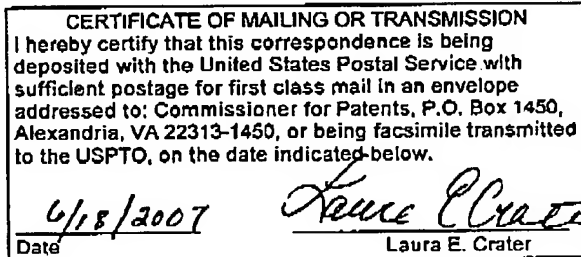 CERTIFICATE OF MAILING OR TRANSMISSION
I hereby certify that this correspondence is being
deposited with the United States Postal Service with
sufficient postage for first class mail in an envelope
addressed to: Commissioner for Patents, P.O. Box 1450,
Alexandria, VA 22313-1450, or being facsimile transmitted
to the USPTO, on the date indicated below.
6/18/2007 Laura E Crater
Date Laura E. Crater